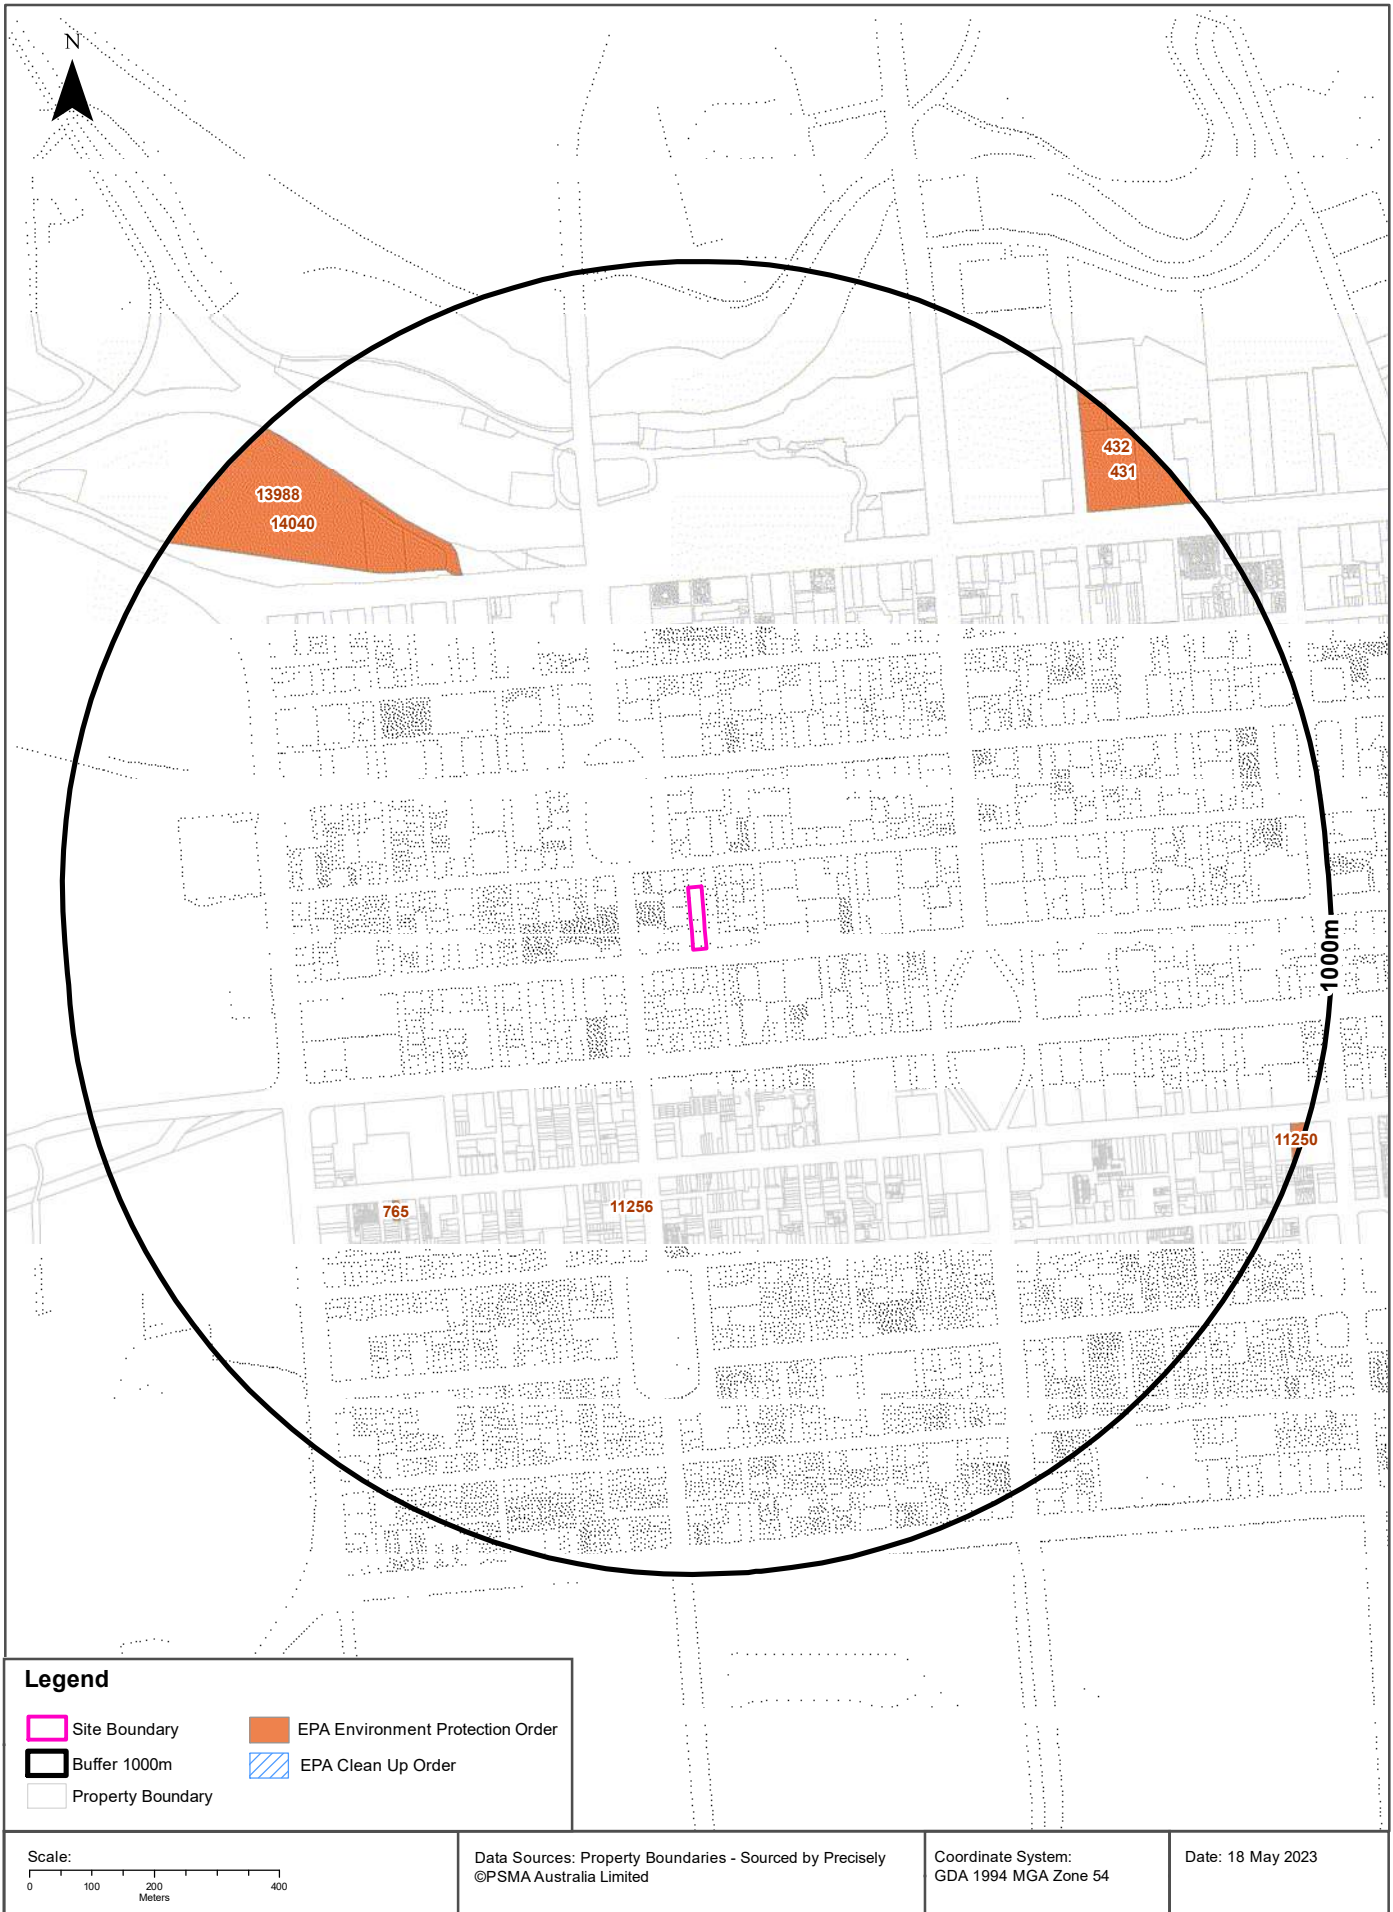 N
432
431
13988
14040
1000m
11250
765
11256
Legend
Site Boundary
EPA Environment Protection Order
Buffer 1000m
EPA Clean Up Order
Property Boundary
Scale:
0 100 200 400
Meters
Data Sources: Property Boundaries - Sourced by Precisely
©PSMA Australia Limited
Coordinate System:
GDA 1994 MGA Zone 54
Date: 18 May 2023